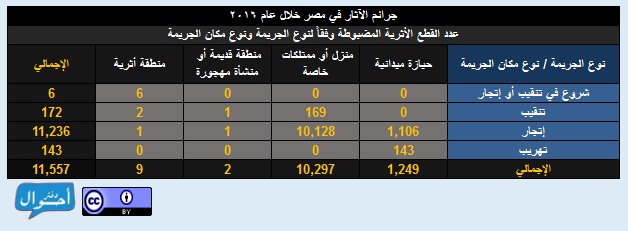 جرائم الآثار في مصر خلال عام ٢٠١٦
عدد القطع الأثرية المضبوطة وفقاً لنوع الجريمة ونوع مكان الجريمة
نوع الجريمة / نوع مكان الجريمة حيازة ميدانية منزل أو ممتلكات خاصة منطقة قديمة أو منشأة مهجورة منطقة أثرية الإجمالي
شروع في تنقيب أو إتجار 0 0 0 6 6
تنقيب 0 169 1 2 172
إتجار 1,106 10,128 1 1 11,236
تهريب 143 0 0 0 143
الإجمالي 1,249 10,297 2 9 11,557
دفتر أحوال
cc BY